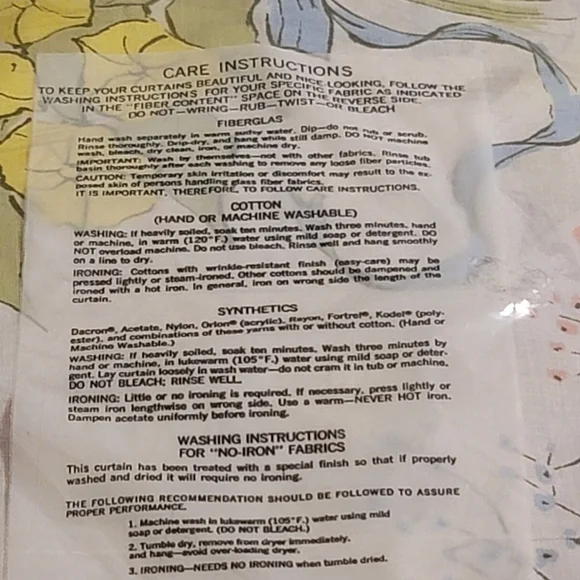 CARE INSTRUCTIONS
TO KEEP YOUR CURTAINS BEAUTIFUL AND NICE LOOKING, FOLLOW THE
WASHING INSTRUCTIONS FOR YOUR SPECIFIC FABRIC AS INDICATED
IN THE "FIBER CONTENT" SPACE ON THE REVERSE SIDE.
DO NOT—WRING—RUB—TWIST—OR BLEACH
FIBERGLAS
Hand wash separately in warm sudsy water. Dip—do not rub or scrub.
Rinse thoroughly. Drip-dry, and hang while still damp. DO NOT machine
wash, bleach, dry clean, iron, or machine dry.
IMPORTANT: Wash by themselves—not with other fabrics. Rinse tub
basin thoroughly after each washing to remove any loose fiber particles.
CAUTION: Temporary skin irritation or discomfort may result to the ex-
posed skin of persons handling glass fiber fabrics.
IT IS IMPORTANT, THEREFORE, TO FOLLOW CARE INSTRUCTIONS.
COTTON
(HAND OR MACHINE WASHABLE)
WASHING: If heavily soiled, soak ten minutes. Wash three minutes, hand
or machine, in warm (120°F.) water using mild soap or detergent. DO
NOT overload machine. Do not use bleach. Rinse well and hang smoothly
on a line to dry.
IRONING: Cottons with wrinkle-resistant finish (easy-care) may be
pressed lightly or steam-ironed. Other cottons should be dampened and
ironed with a hot iron. In general, iron on wrong side the length of the
curtain.
SYNTHETICS
Dacron®, Acetate, Nylon, Orlon® (acrylic), Rayon, Fortrel®, Kodel® (poly-
ester), and combinations of these yarns with or without cotton. (Hand or
Machine Washable.)
WASHING: If heavily soiled, soak ten minutes. Wash three minutes by
hand or machine, in lukewarm (105°F.) water using mild soap or deter-
gent. Lay curtain loosely in wash water—do not cram it in tub or machine.
DO NOT BLEACH; RINSE WELL.
IRONING: Little or no ironing is required. If necessary, press lightly or
steam iron lengthwise on wrong side. Use a warm—NEVER HOT iron.
Dampen acetate uniformly before ironing.
WASHING INSTRUCTIONS
FOR "NO-IRON" FABRICS
This curtain has been treated with a special finish so that if properly
washed and dried it will require no ironing.
THE FOLLOWING RECOMMENDATION SHOULD BE FOLLOWED TO ASSURE
PROPER PERFORMANCE.
1. Machine wash in lukewarm (105°F.) water using mild
soap or detergent. (DO NOT BLEACH.)
2. Tumble dry, remove from dryer immediately,
and hang—avoid over-loading dryer.
3. IRONING—NEEDS NO IRONING when tumble dried.